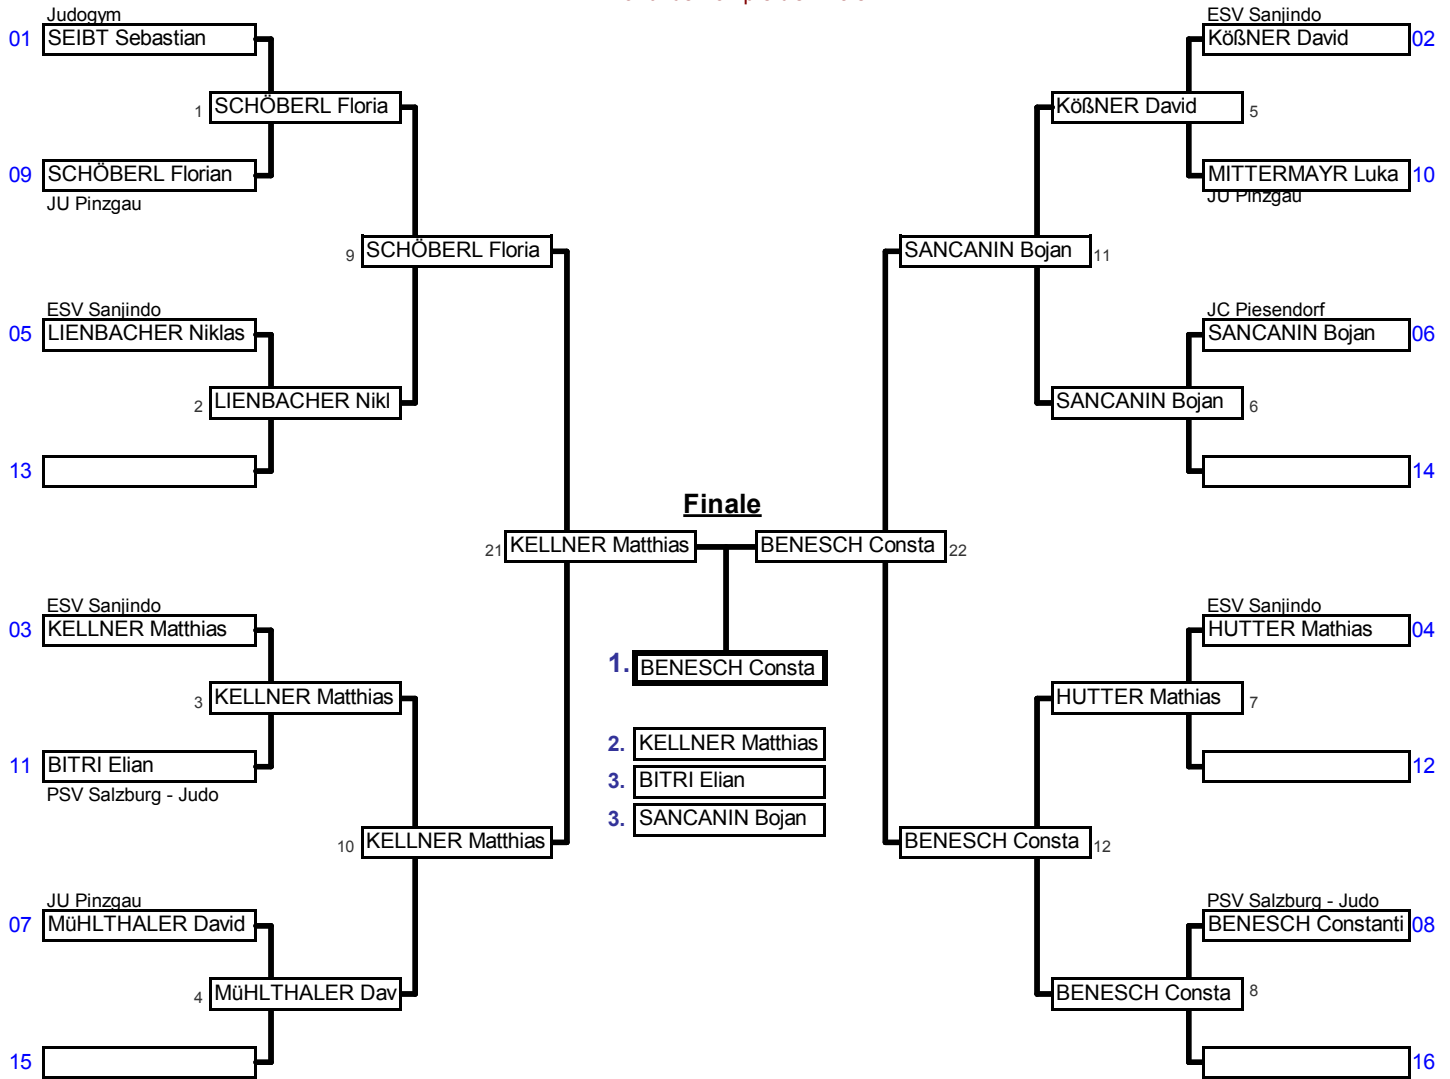 Judogym
01 SEIBT Sebastian
1 SCHÖBERL Floria
09 SCHÖBERL Florian
JU Pinzgau
9 SCHÖBERL Floria
ESV Sanjindo
05 LIENBACHER Niklas
2 LIENBACHER Nikl
13
21 KELLNER Matthias
ESV Sanjindo
03 KELLNER Matthias
3 KELLNER Matthias
11 BITRI Elian
PSV Salzburg - Judo
10 KELLNER Matthias
JU Pinzgau
07 MüHLTHALER David
4 MüHLTHALER Dav
15
Finale
1. BENESCH Consta
2. KELLNER Matthias
3. BITRI Elian
3. SANCANIN Bojan
ESV Sanjindo
KößNER David 02
KößNER David 5
MITTERMAYR Luka 10
JU Pinzgau
SANCANIN Bojan 11
JC Piesendorf
SANCANIN Bojan 06
SANCANIN Bojan 6
14
BENESCH Consta 22
ESV Sanjindo
HUTTER Mathias 04
HUTTER Mathias 7
12
BENESCH Consta 12
PSV Salzburg - Judo
BENESCH Constanti 08
BENESCH Consta 8
16